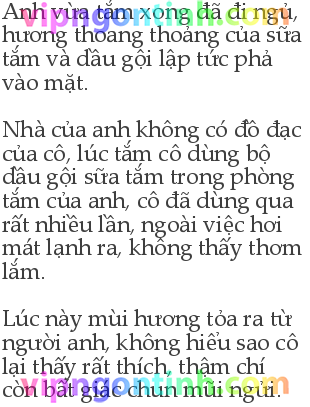 Anh vừa tắm xong đã đi ngủ,
hương thoang thoảng của sữa
tắm và dầu gội lập tức phả
vào mặt.
Nhà của anh không có đồ đạc
của cô, lúc tắm cô dùng bộ
dầu gội sữa tắm trong phòng
tắm của anh, cô đã dùng qua
rất nhiều lần, ngoài việc hơi
mát lạnh ra, không thấy thơm
lắm.
Lúc này mùi hương tỏa ra từ
người anh, không hiểu sao cô
lại thấy rất thích, thậm chí
còn bất giác chun mũi ngửi.
vipngontinh.com
vipngontinh.com